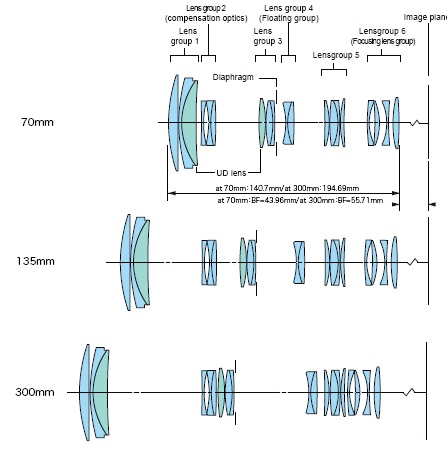 Lensgroup 2
(compensation optics)
Lens group 4
(Floating group)
Image plane
Lens
group 1
Lens
group 3
Lensgroup 5
Lensgroup 6
(Focusing lens group)
Diaphragm
70mm
UD lens
at 70mm:140.7mm/at 300mm:194.69mm
at 70mm:BF=43.96mm/at 300mm:BF=55.71mm
135mm
300mm